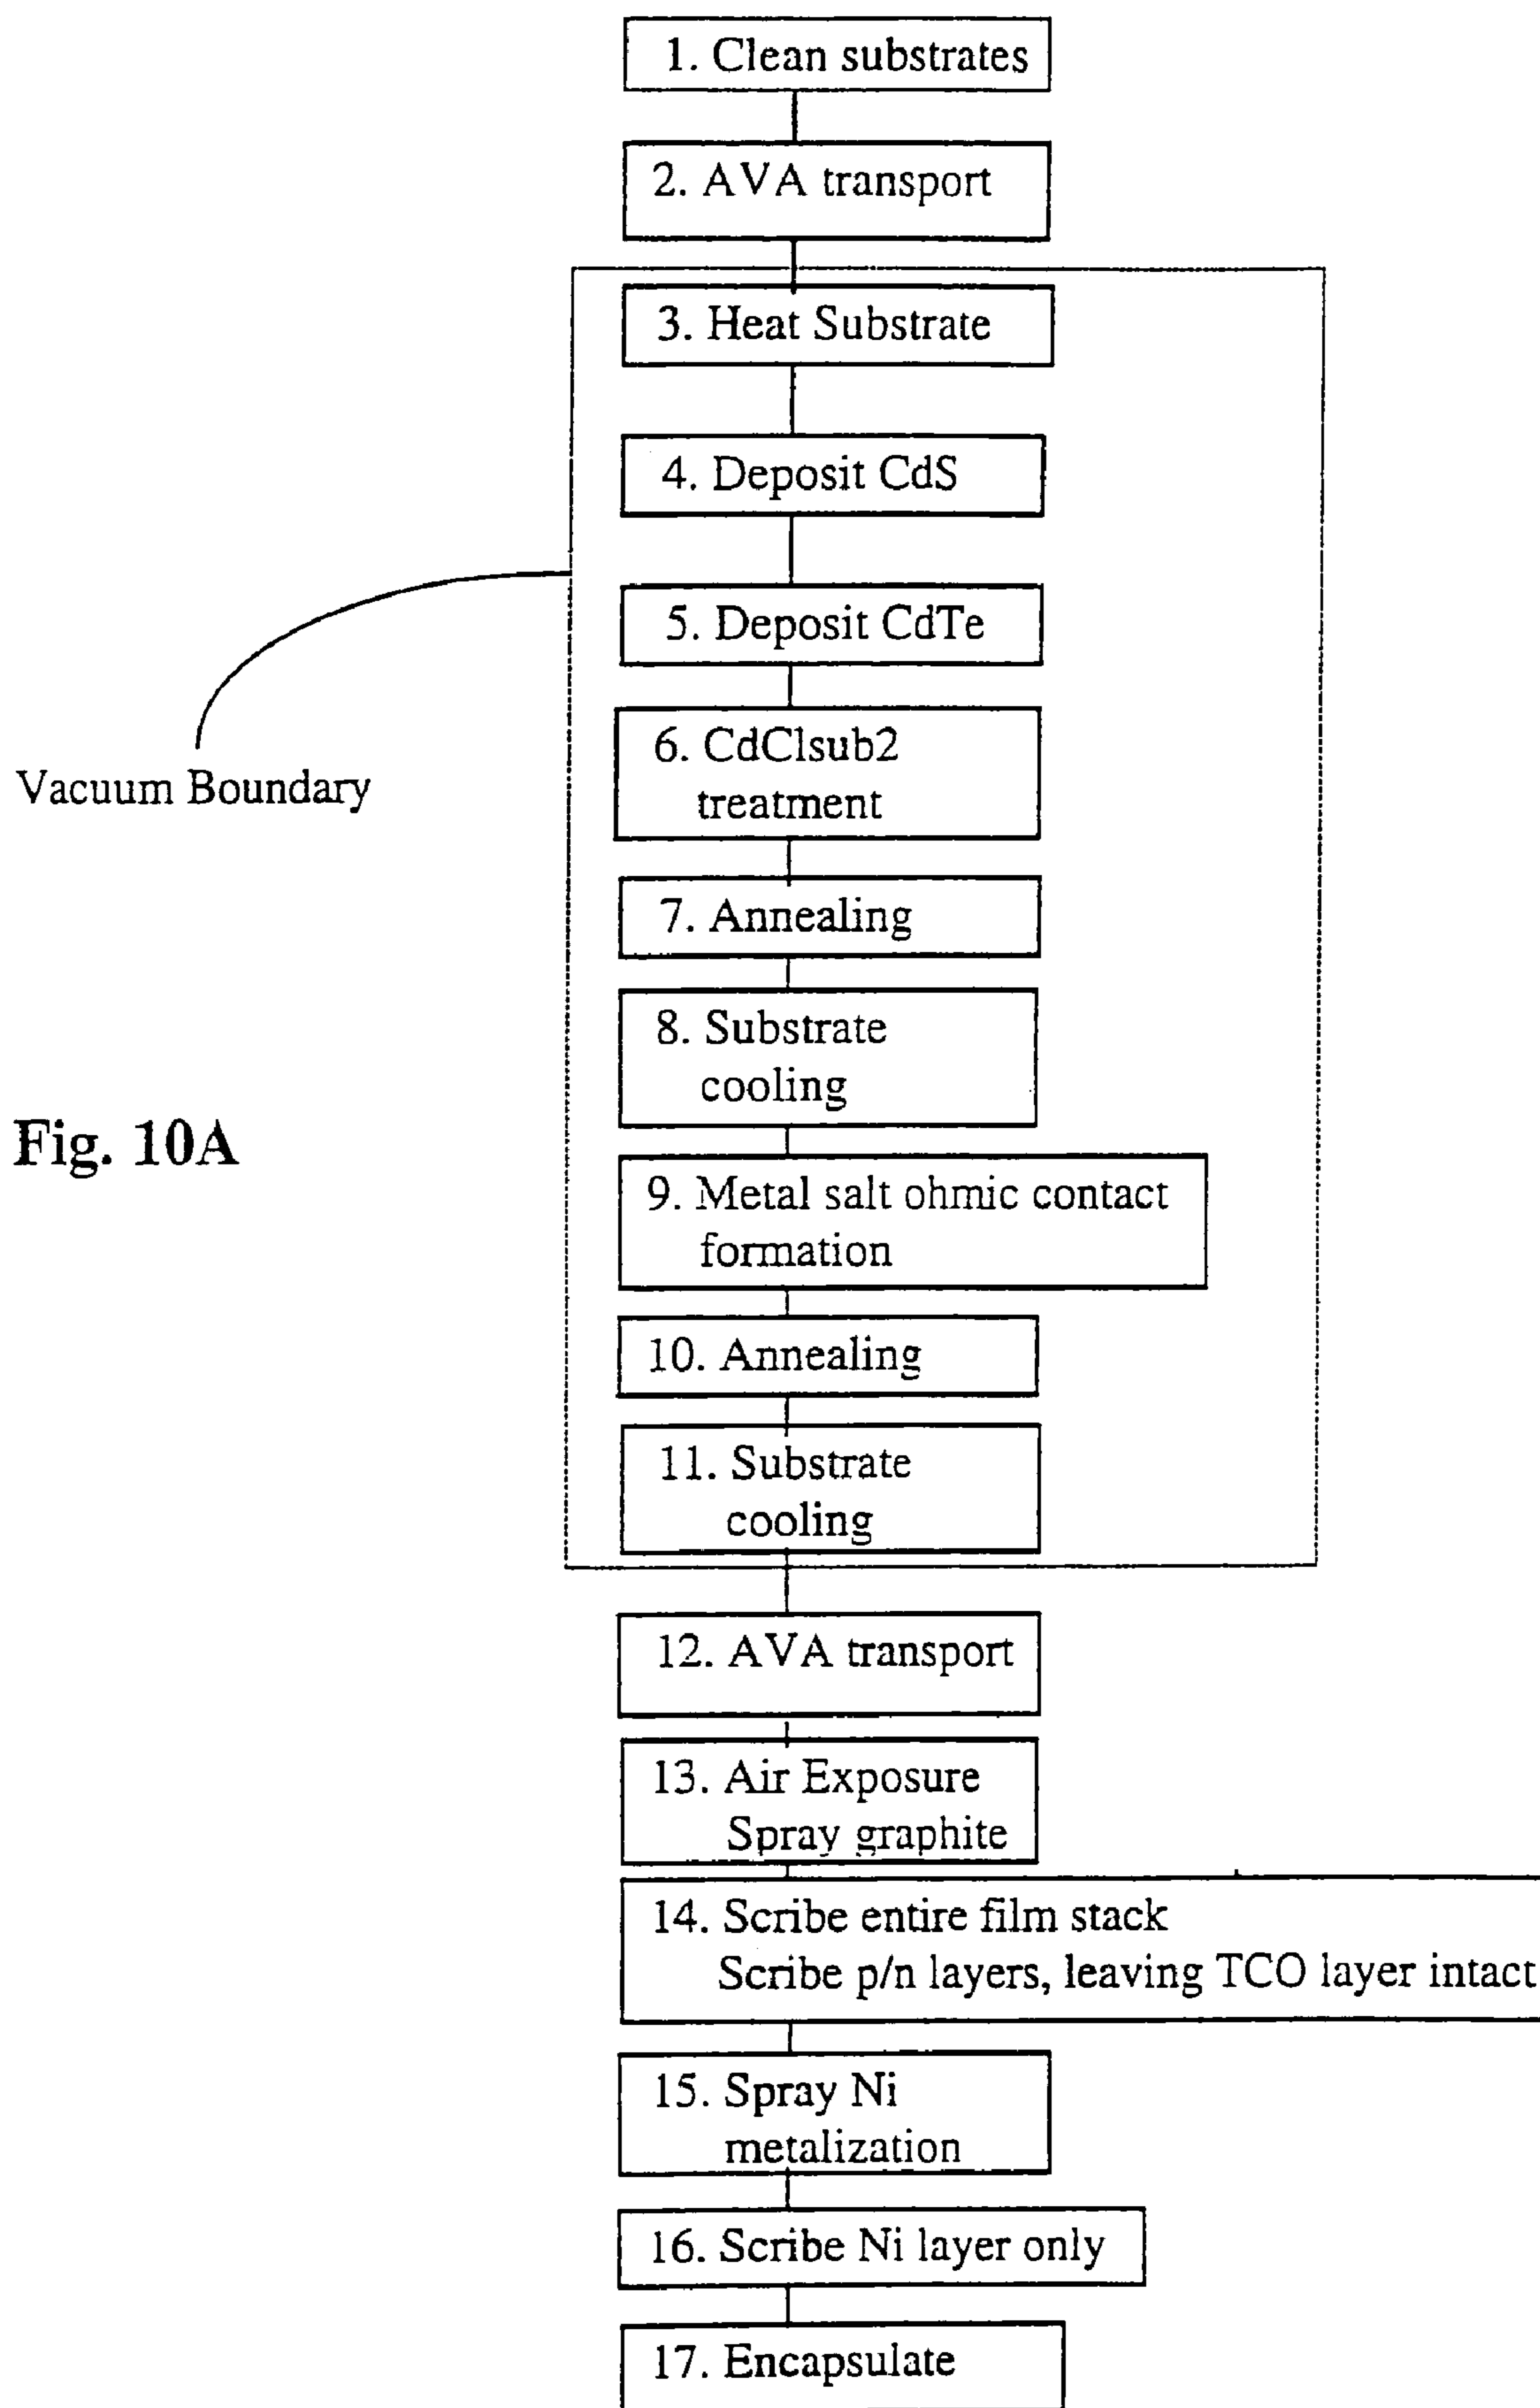 1. Clean substrates
2. AVA transport
3. Heat Substrate
4. Deposit CdS
5. Deposit CdTe
6. CdClsub2
treatment
Vacuum Boundary
7. Annealing
8. Substrate
cooling
Fig. 10A
9. Metal salt ohmic contact
formation
10. Annealing
11. Substrate
cooling
12. AVA transport
13. Air Exposure
Spray graphite
14. Scribe entire film stack
Scribe p/n layers, leaving TCO layer intact
15. Spray Ni
metalization
16. Scribe Ni layer only
17. Encapsulate